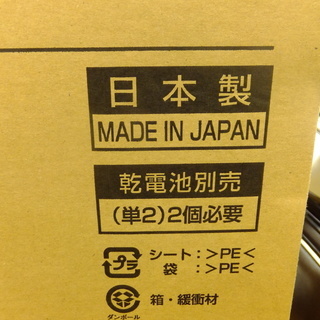 日本製
MADE IN JAPAN
乾電池別売
(単2)2個必要
プラ
シート:>PE<
袋:>PE<
箱・緩衝材
ダンボール